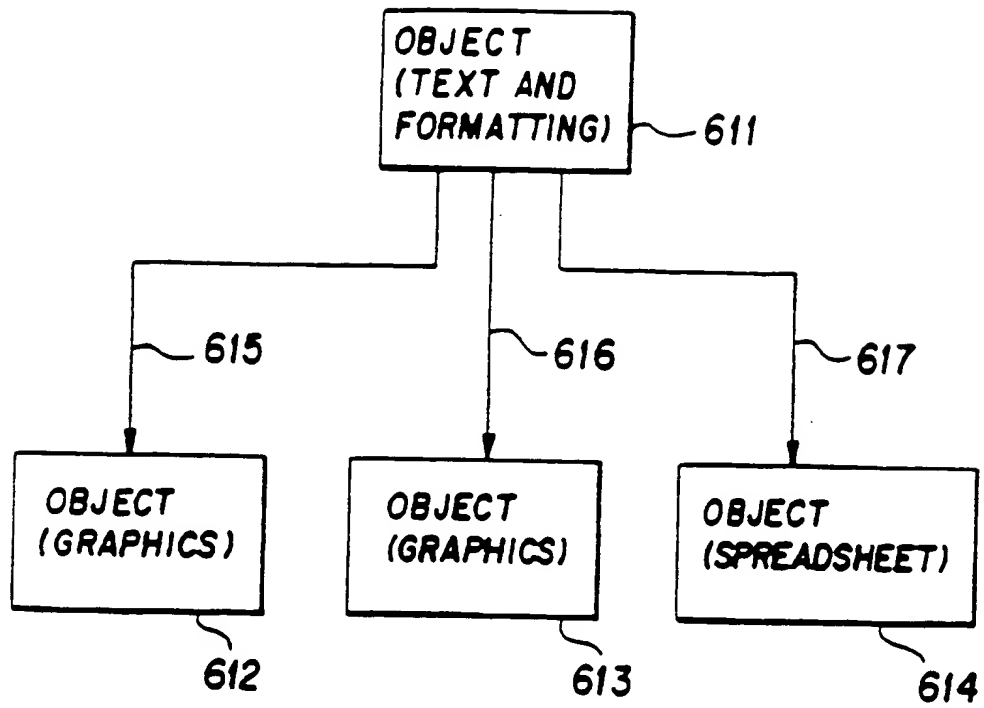 OBJECT
(TEXT AND
FORMATTING)
611
615
616
617
OBJECT
(GRAPHICS)
612
OBJECT
(GRAPHICS)
613
OBJECT
(SPREADSHEET)
614